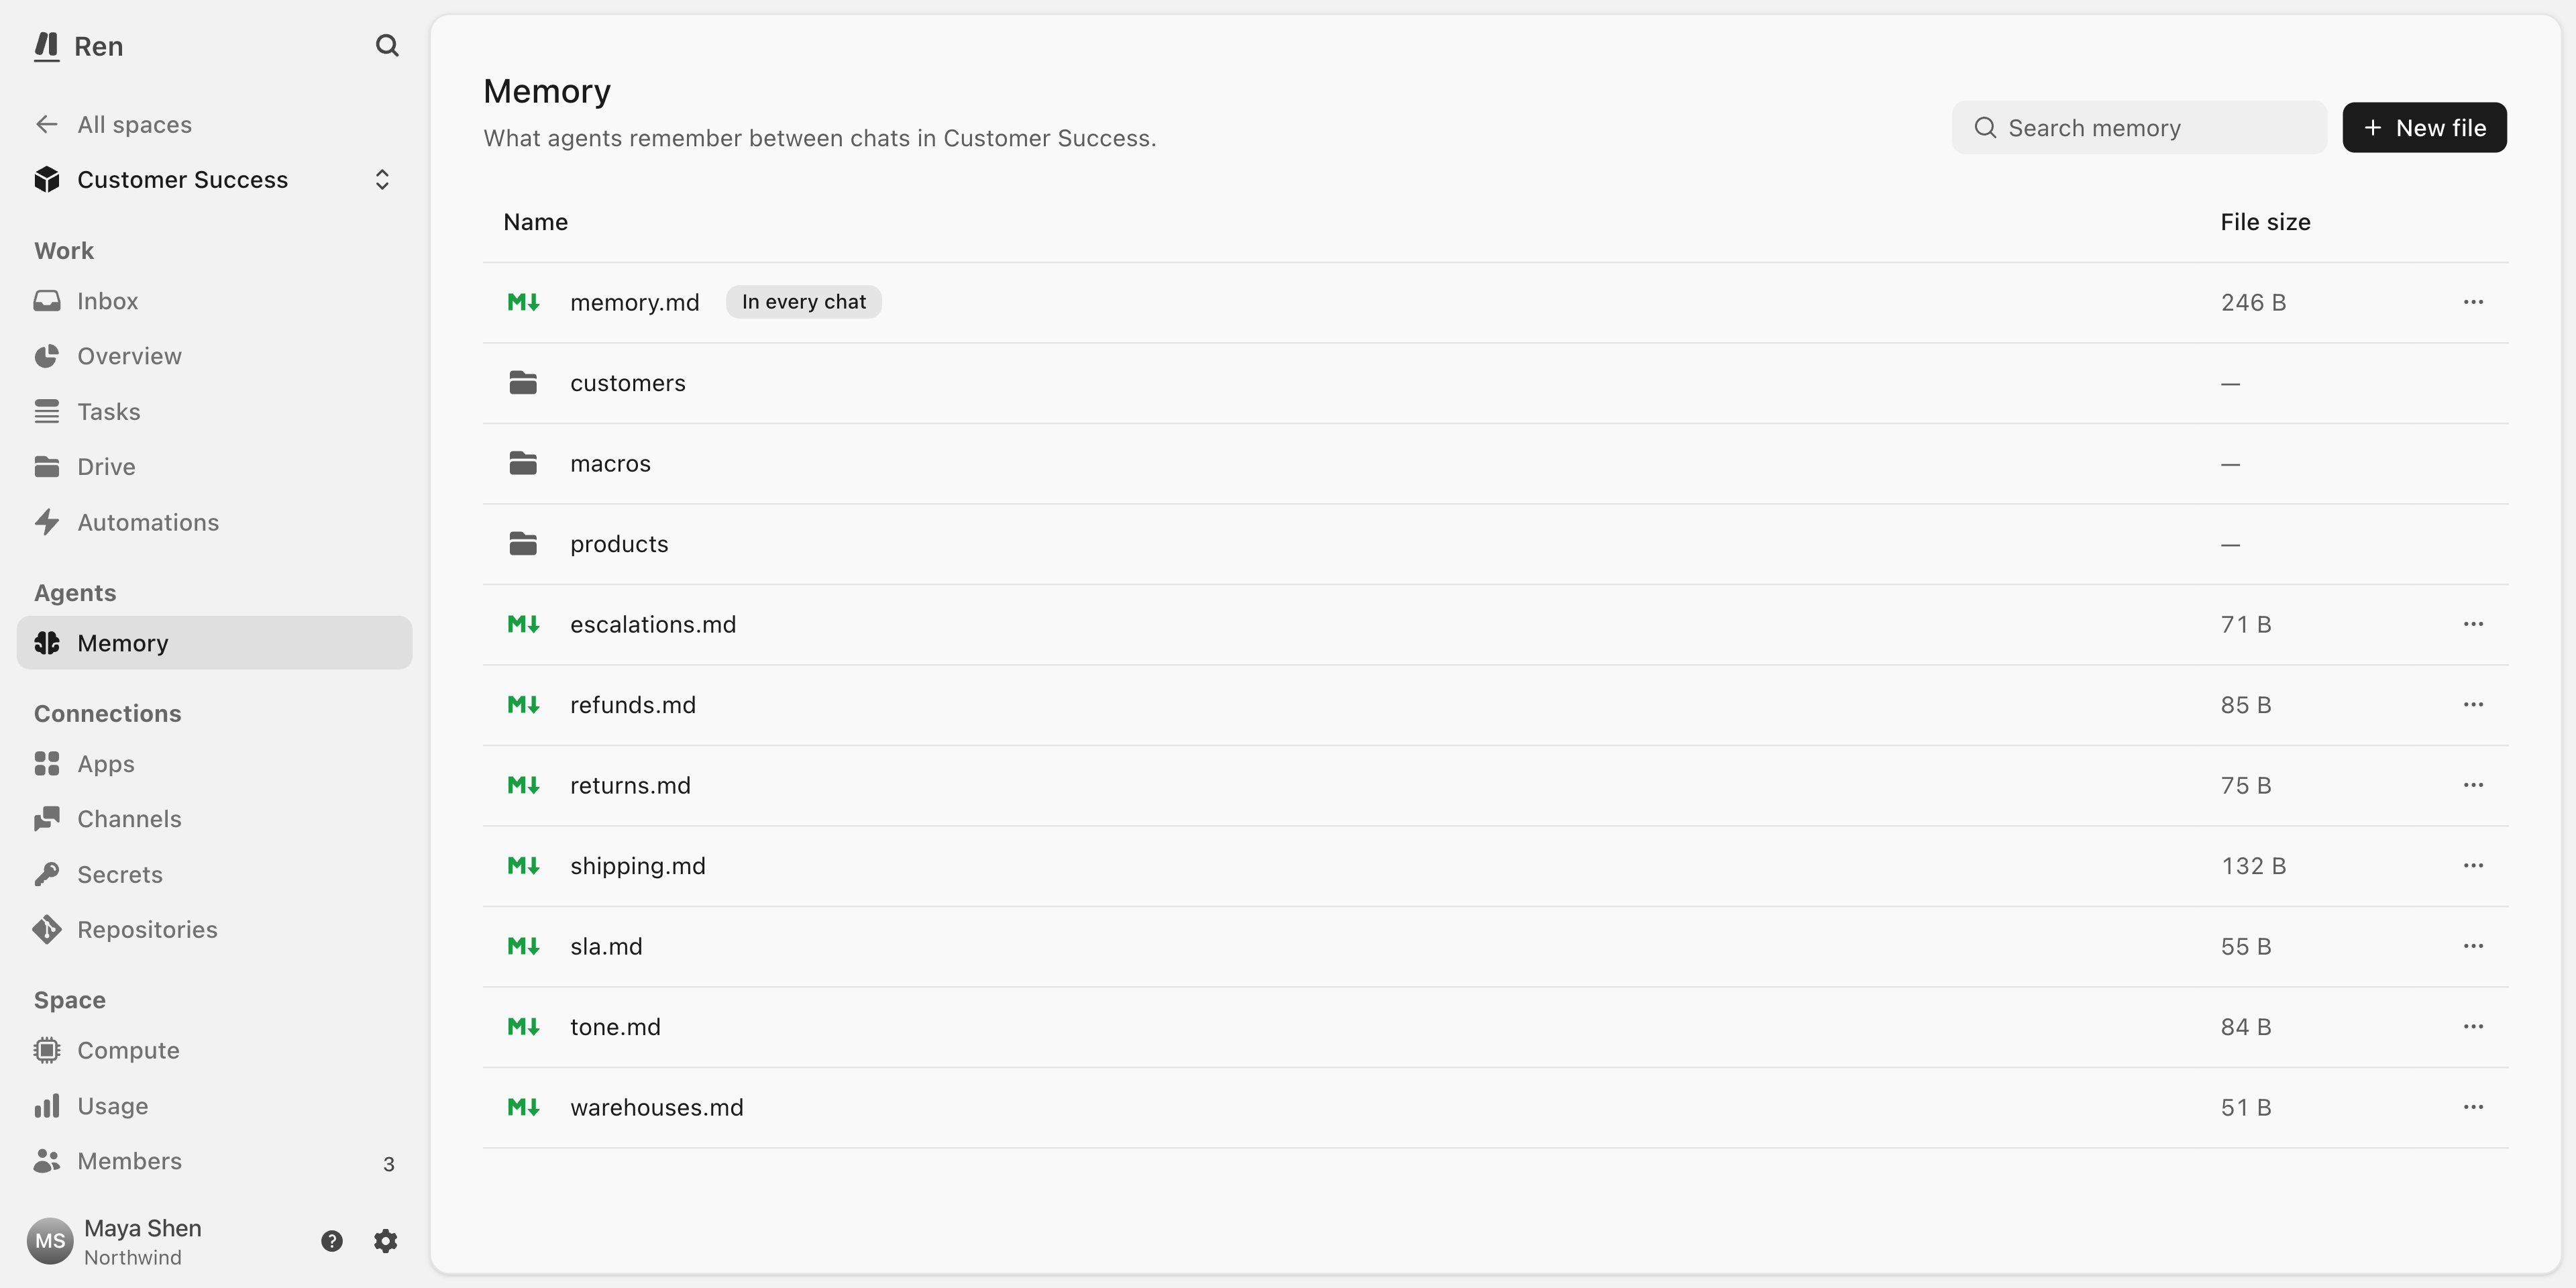 Ren
All spaces
Customer Success
Work
Inbox
Overview
Tasks
Drive
Automations
Agents
Memory
Connections
Apps
Channels
Secrets
Repositories
Space
Compute
Usage
Members 3
MS Maya Shen
Northwind
Memory
What agents remember between chats in Customer Success.
Search memory
+ New file
Name File size
M↓ memory.md In every chat 246 B ···
customers —
macros —
products —
M↓ escalations.md 71 B ···
M↓ refunds.md 85 B ···
M↓ returns.md 75 B ···
M↓ shipping.md 132 B ···
M↓ sla.md 55 B ···
M↓ tone.md 84 B ···
M↓ warehouses.md 51 B ···